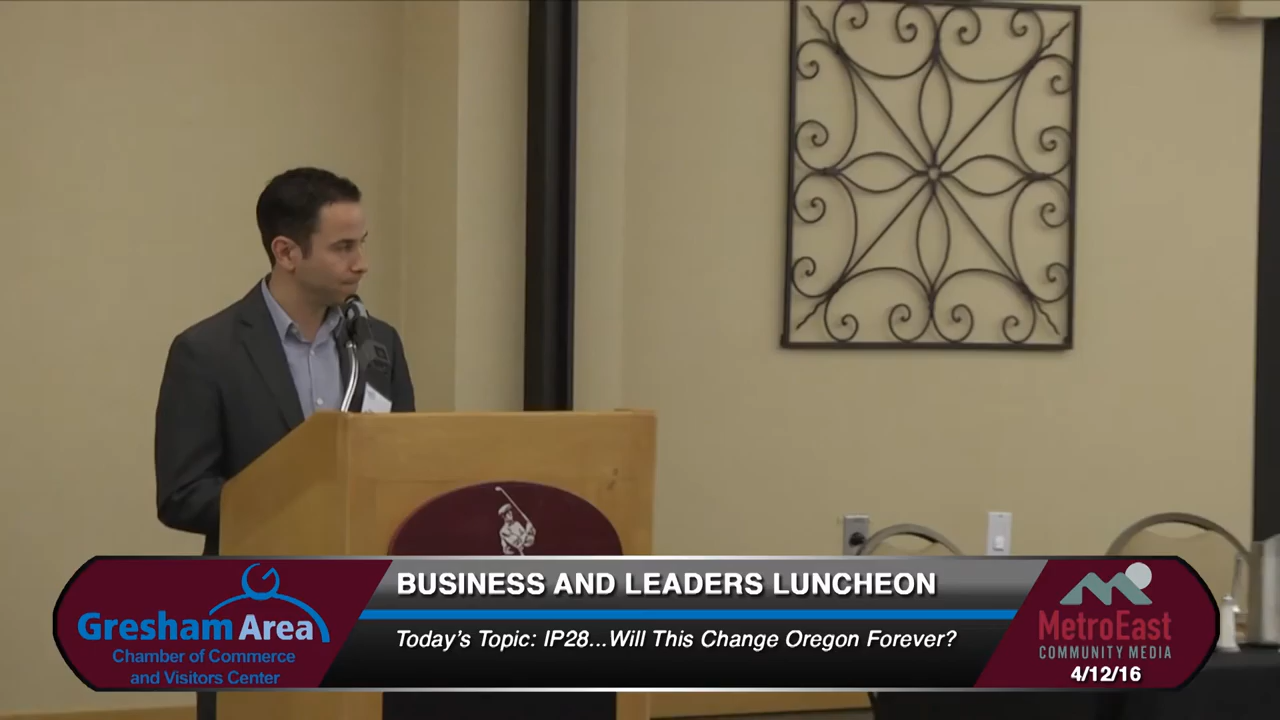 BUSINESS AND LEADERS LUNCHEON
Today's Topic: IP28...Will This Change Oregon Forever?
Gresham Area
Chamber of Commerce
and Visitors Center
MetroEast
COMMUNITY MEDIA
4/12/16